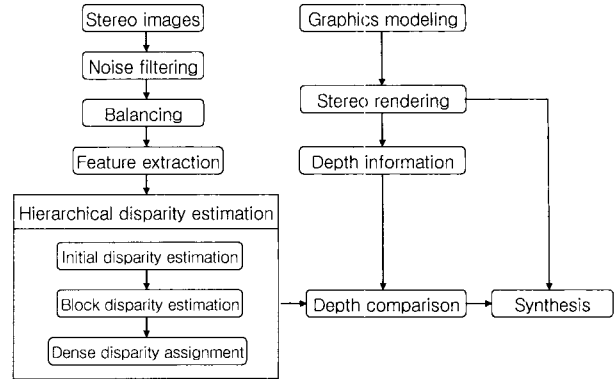 Stereo images
Noise filtering
Balancing
Feature extraction
Hierarchical disparity estimation
Initial disparity estimation
Block disparity estimation
Dense disparity assignment
Graphics modeling
Stereo rendering
Depth information
Depth comparison
Synthesis